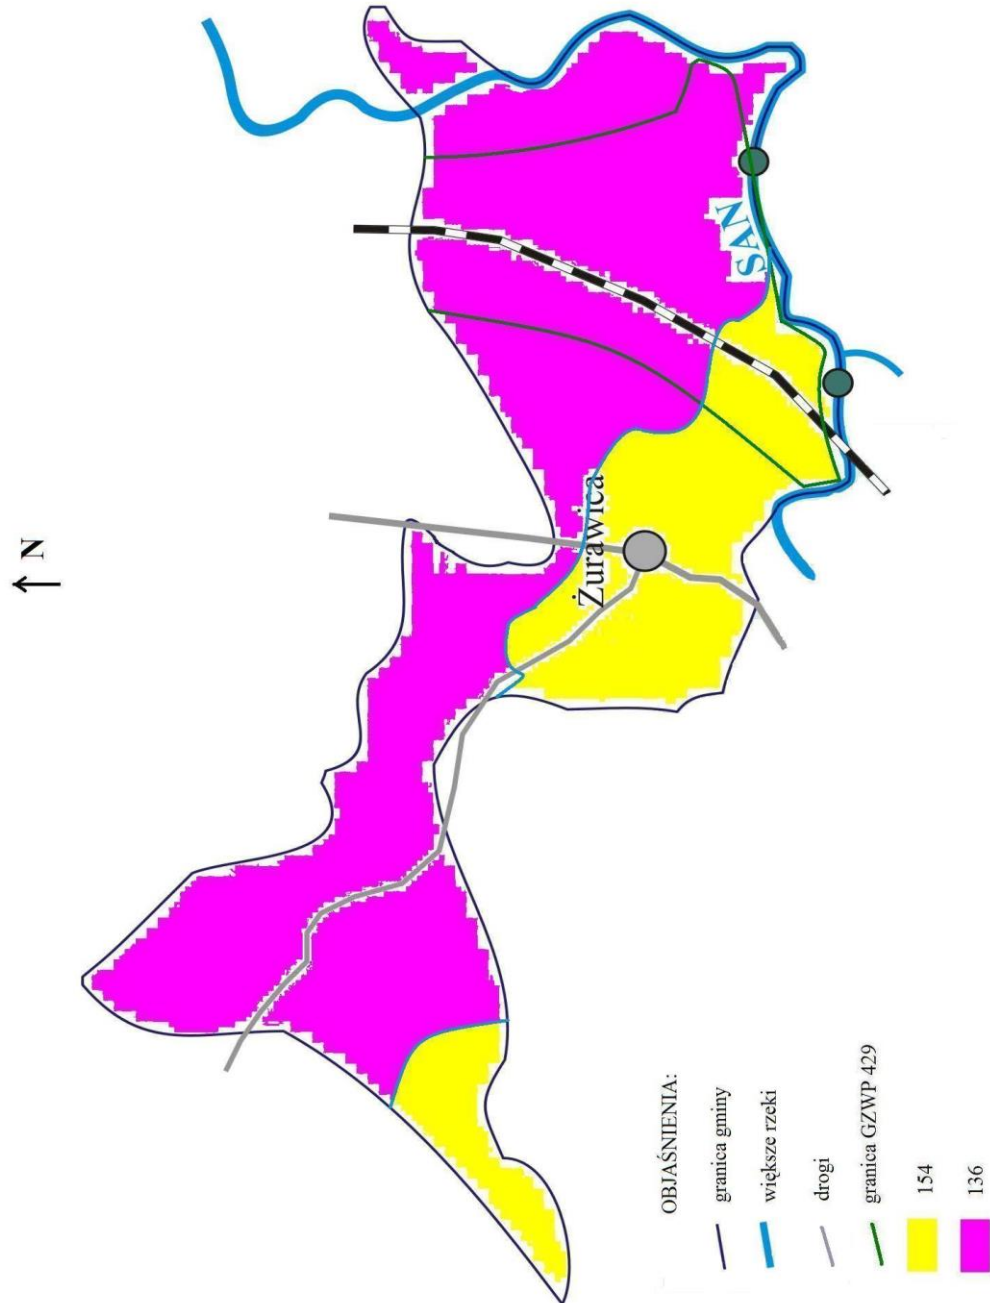 N
SAN
Żurawica
OBJAŚNIENIA:
granica gminy
większe rzeki
drogi
granica GZWP 429
154
136